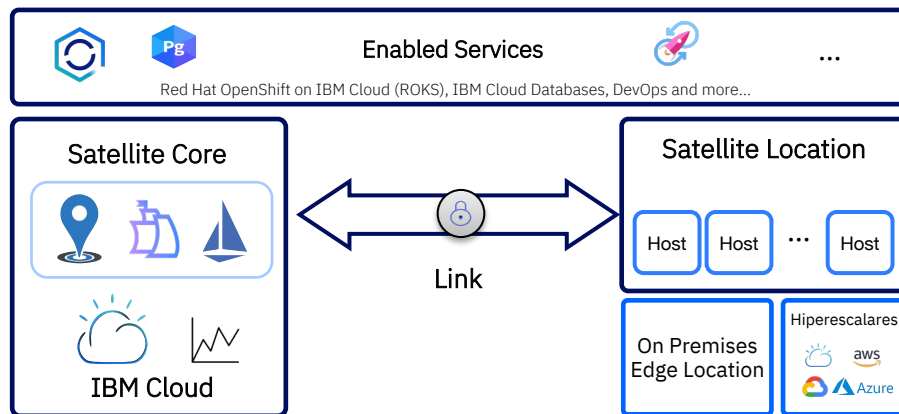 Pg
Enabled Services
...
Red Hat OpenShift on IBM Cloud (ROKS), IBM Cloud Databases, DevOps and more...
Satellite Core
IBM Cloud
Link
Satellite Location
Host
Host
...
Host
On Premises
Edge Location
Hiperescalares
aws
Azure